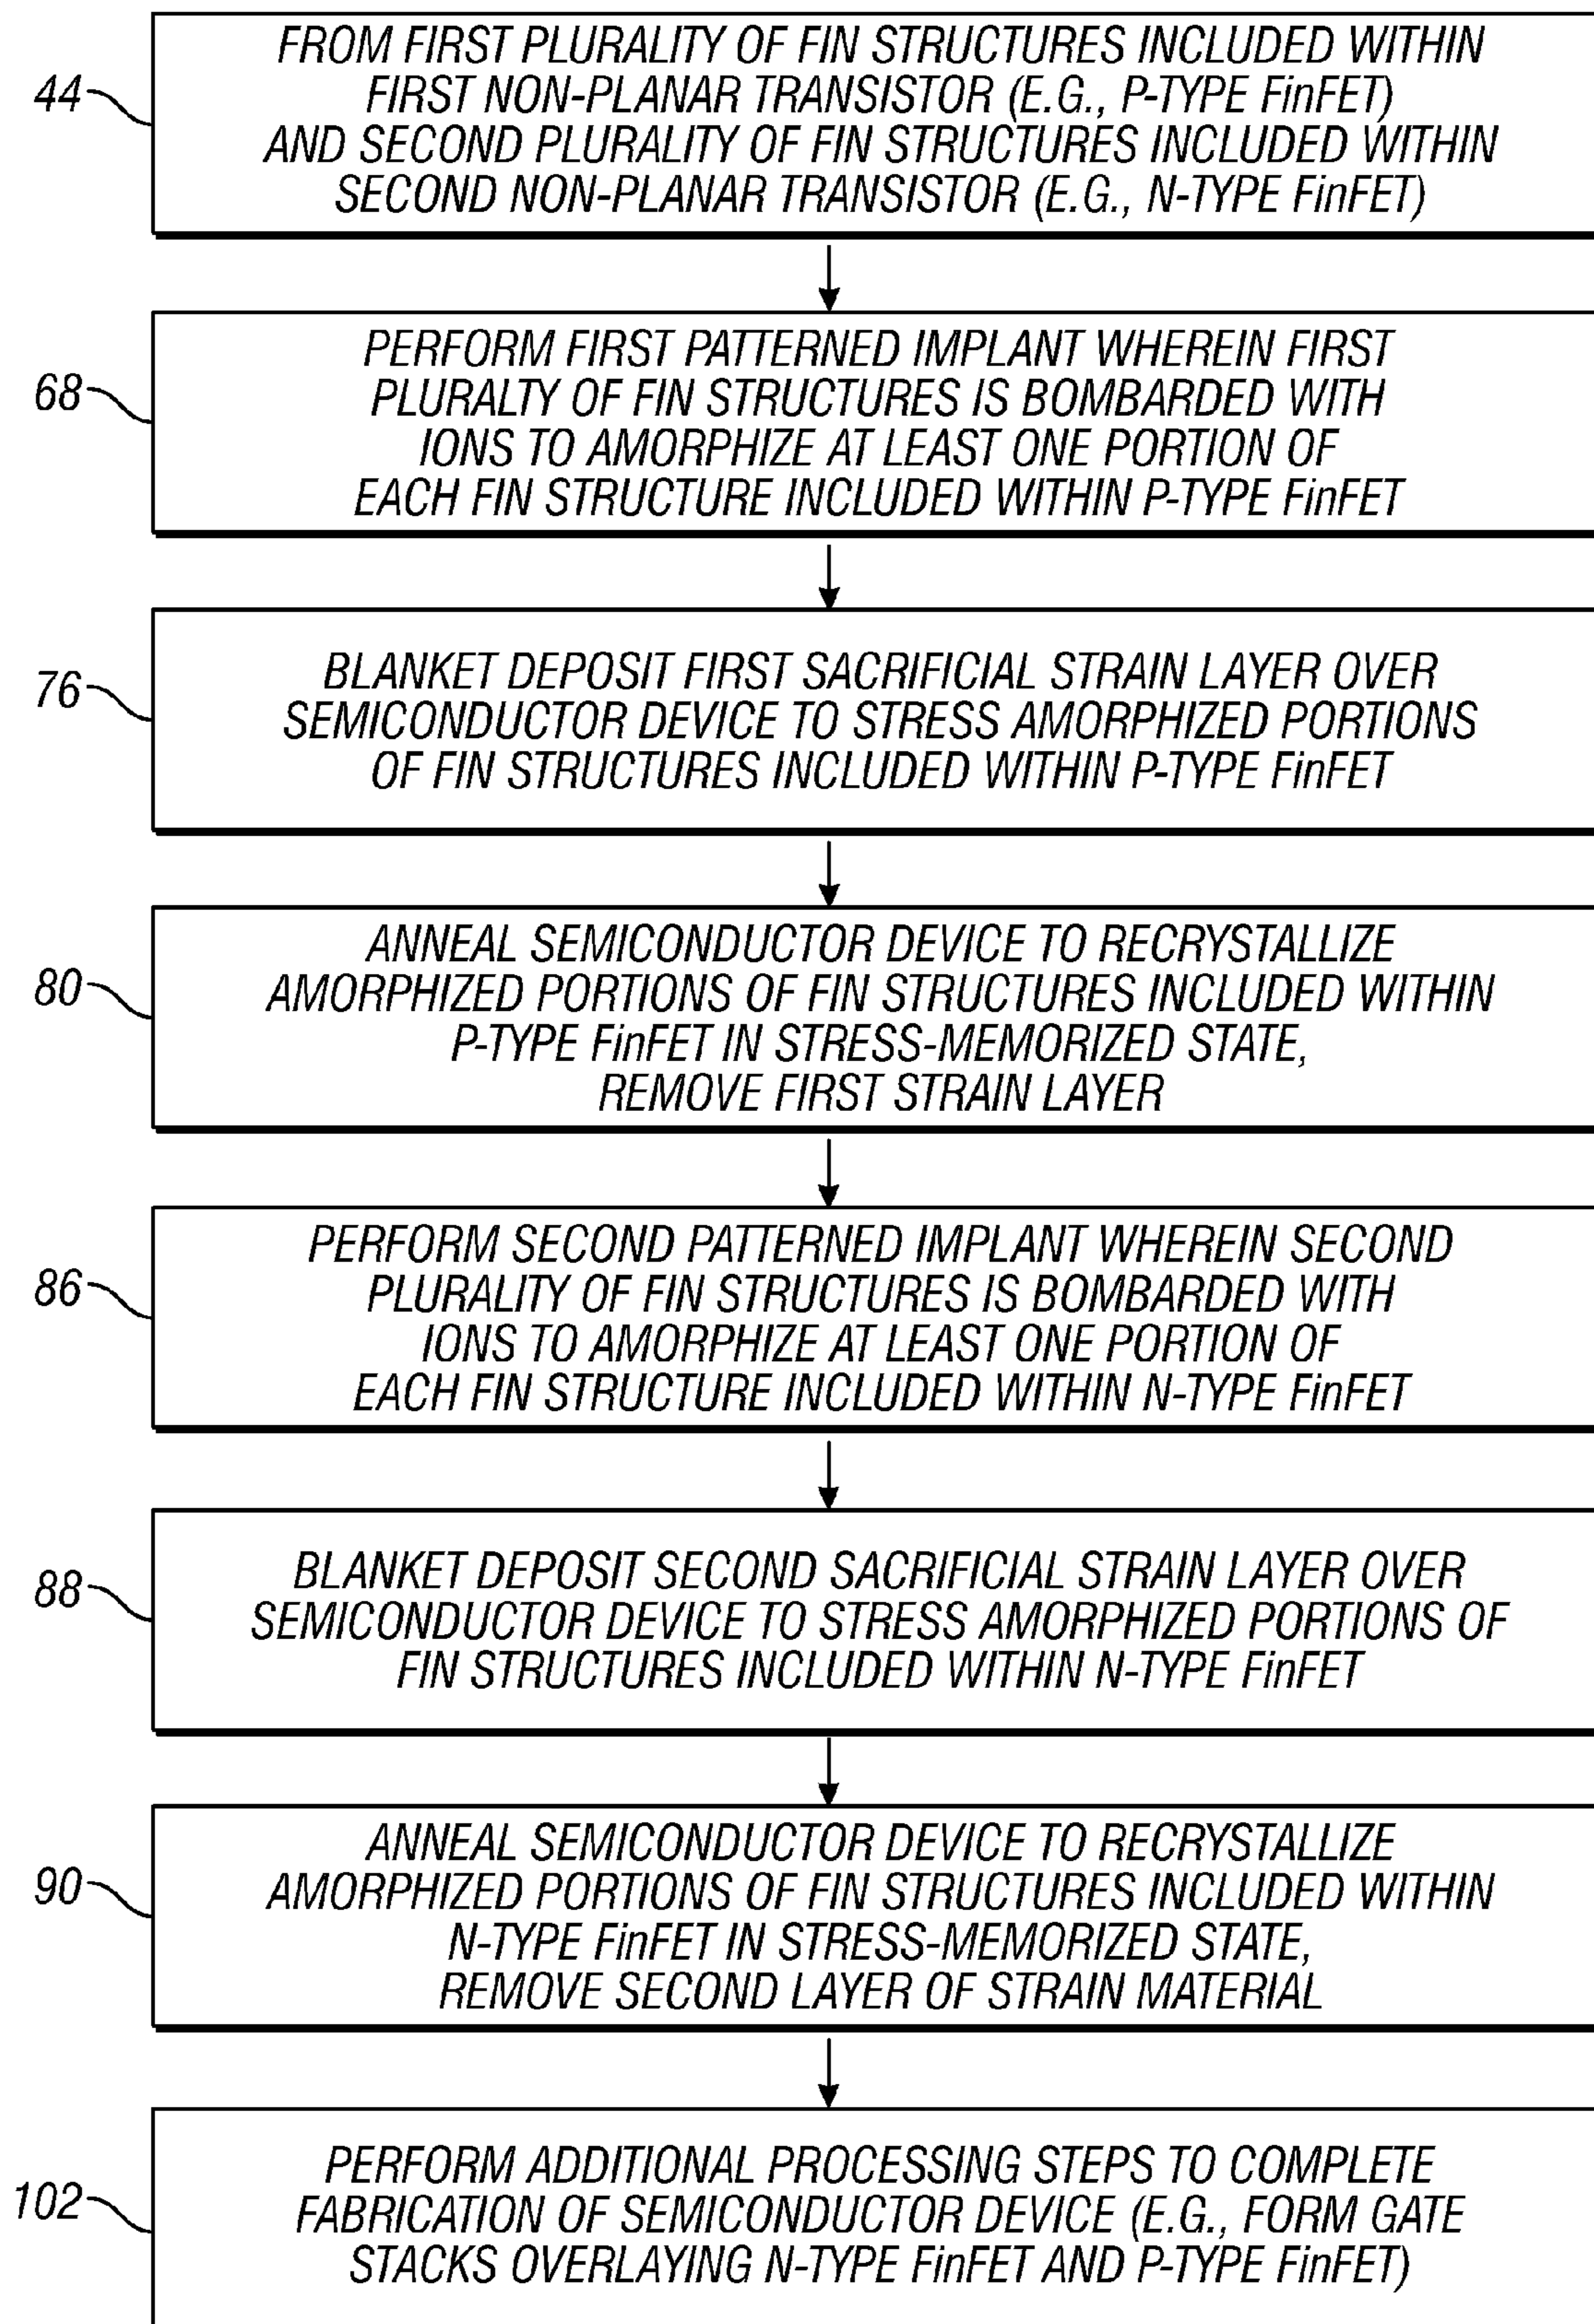 FROM FIRST PLURALITY OF FIN STRUCTURES INCLUDED WITHIN
44
FIRST NON-PLANAR TRANSISTOR (E.G., P-TYPE FinFET)
AND SECOND PLURALITY OF FIN STRUCTURES INCLUDED WITHIN
SECOND NON-PLANAR TRANSISTOR (E.G., N-TYPE FinFET)
PERFORM FIRST PATTERNED IMPLANT WHEREIN FIRST
68
PLURALTY OF FIN STRUCTURES IS BOMBARDED WITH
IONS TO AMORPHIZE AT LEAST ONE PORTION OF
EACH FIN STRUCTURE INCLUDED WITHIN P-TYPE FinFET
BLANKET DEPOSIT FIRST SACRIFICIAL STRAIN LAYER OVER
76
SEMICONDUCTOR DEVICE TO STRESS AMORPHIZED PORTIONS
OF FIN STRUCTURES INCLUDED WITHIN P-TYPE FinFET
ANNEAL SEMICONDUCTOR DEVICE TO RECRYSTALLIZE
80
AMORPHIZED PORTIONS OF FIN STRUCTURES INCLUDED WITHIN
P-TYPE FinFET IN STRESS-MEMORIZED STATE,
REMOVE FIRST STRAIN LAYER
PERFORM SECOND PATTERNED IMPLANT WHEREIN SECOND
86
PLURALITY OF FIN STRUCTURES IS BOMBARDED WITH
IONS TO AMORPHIZE AT LEAST ONE PORTION OF
EACH FIN STRUCTURE INCLUDED WITHIN N-TYPE FinFET
BLANKET DEPOSIT SECOND SACRIFICIAL STRAIN LAYER OVER
88
SEMICONDUCTOR DEVICE TO STRESS AMORPHIZED PORTIONS OF
FIN STRUCTURES INCLUDED WITHIN N-TYPE FinFET
ANNEAL SEMICONDUCTOR DEVICE TO RECRYSTALLIZE
90
AMORPHIZED PORTIONS OF FIN STRUCTURES INCLUDED WITHIN
N-TYPE FinFET IN STRESS-MEMORIZED STATE,
REMOVE SECOND LAYER OF STRAIN MATERIAL
PERFORM ADDITIONAL PROCESSING STEPS TO COMPLETE
102
FABRICATION OF SEMICONDUCTOR DEVICE (E.G., FORM GATE
STACKS OVERLAYING N-TYPE FinFET AND P-TYPE FinFET)